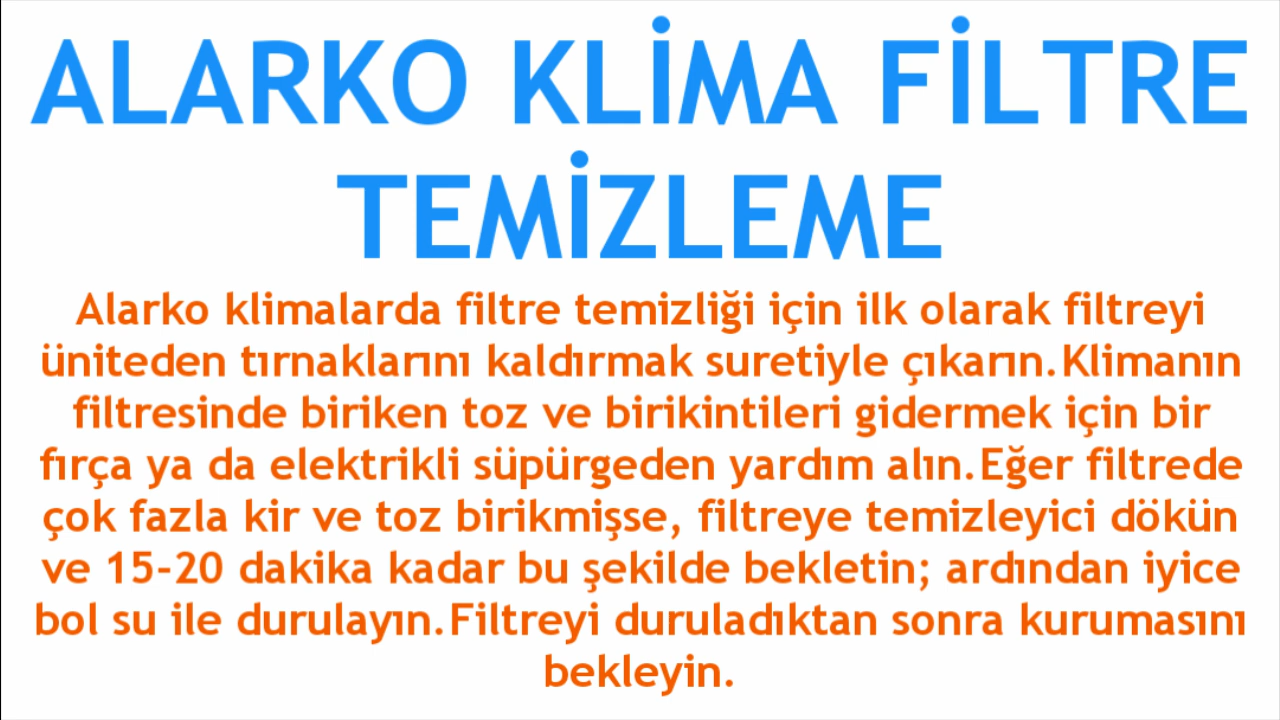 ALARKO KLİMA FİLTRE
TEMİZLEME
Alarko klimalarda filtre temizliği için ilk olarak filtreyi
üniteden tırnaklarını kaldırmak suretiyle çıkarın.Klimanın
filtresinde biriken toz ve birikintileri gidermek için bir
fırça ya da elektrikli süpürgeden yardım alın.Eğer filtrede
çok fazla kir ve toz birikmişse, filtreye temizleyici dökün
ve 15-20 dakika kadar bu şekilde bekletin; ardından iyice
bol su ile durulayın.Filtreyi duruladıktan sonra kurumasını
bekleyin.